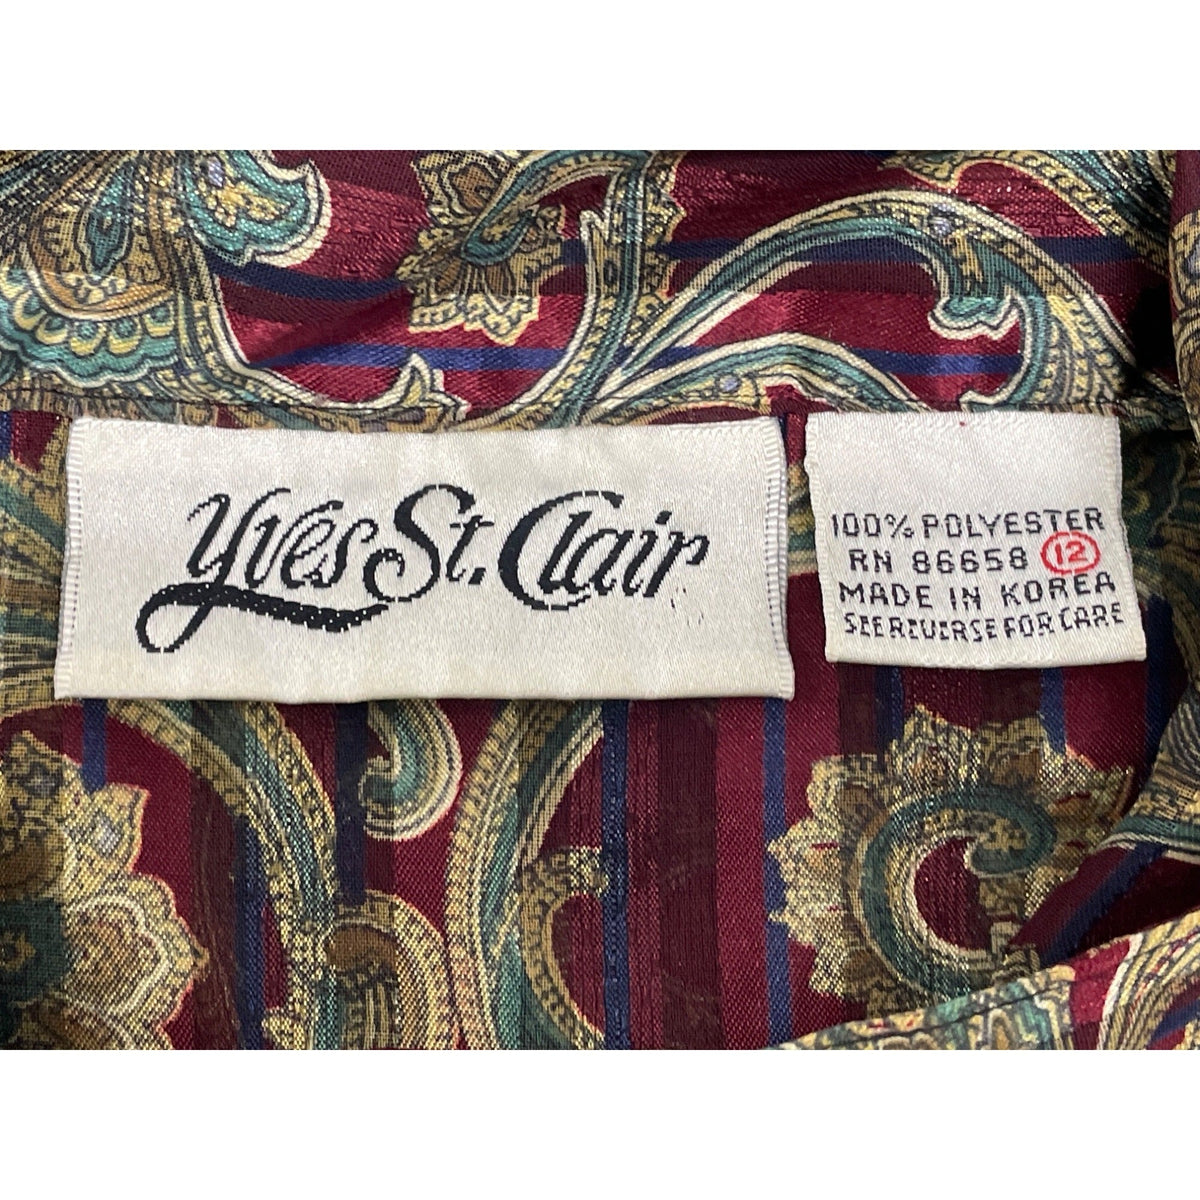 Yves St. Clair
100% POLYESTER
RN 86658 12
MADE IN KOREA
SEE REVERSE FOR CARE